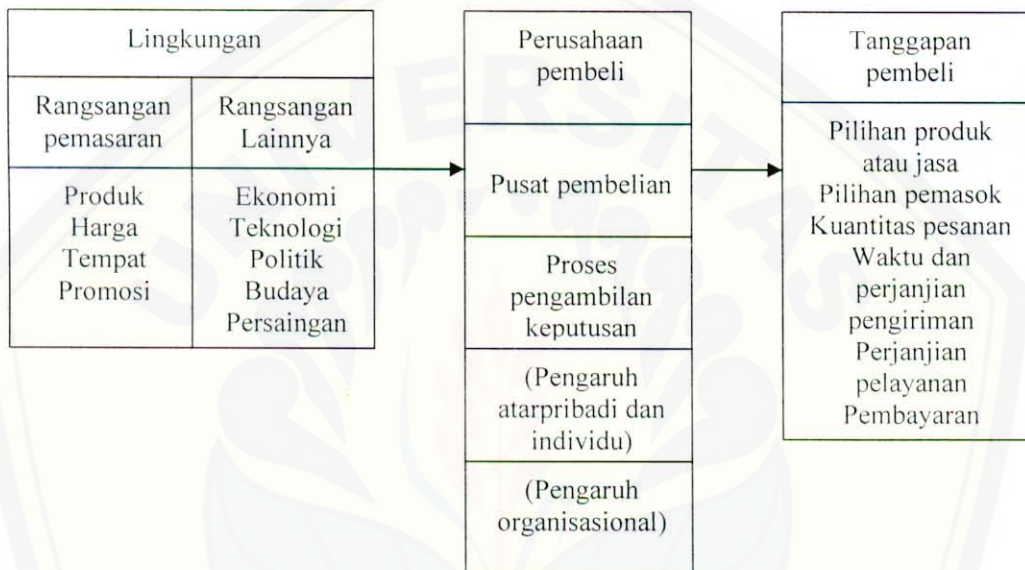 Lingkungan
Rangsangan
pemasaran
Rangsangan
Lainnya
Produk
Harga
Tempat
Promosi
Ekonomi
Teknologi
Politik
Budaya
Persaingan
Perusahaan
pembeli
Pusat pembelian
Proses
pengambilan
keputusan
(Pengaruh
atarpribadi dan
individu)
(Pengaruh
organisasional)
Tanggapan
pembeli
Pilihan produk
atau jasa
Pilihan pemasok
Kuantitas pesanan
Waktu dan
perjanjian
pengiriman
Perjanjian
pelayanan
Pembayaran
UNIVERSITAS